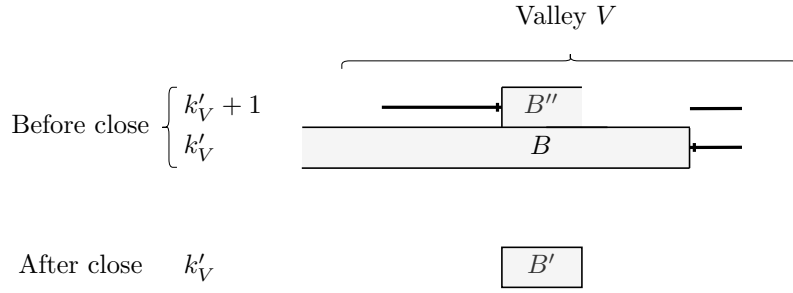 Valley V
k′_V + 1
B′′
Before close
k′_V
B
After close k′_V B′